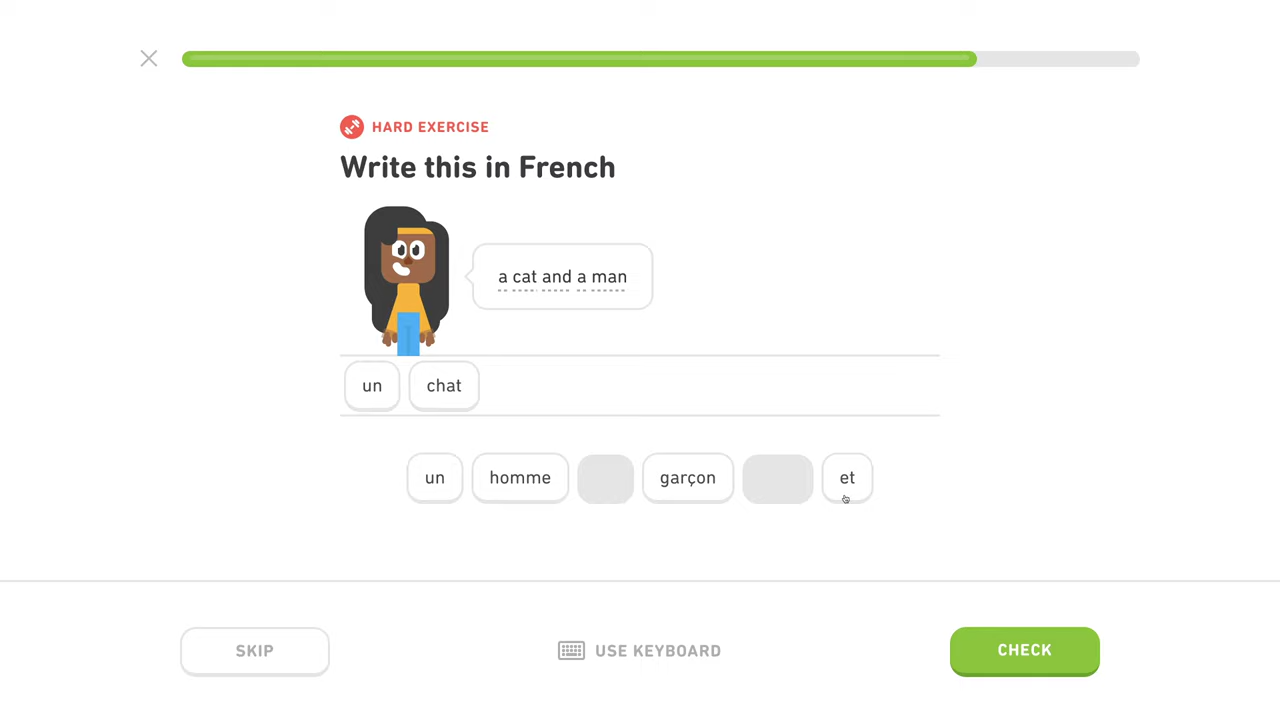 HARD EXERCISE
Write this in French
a cat and a man
un chat
un homme garçon et
SKIP USE KEYBOARD CHECK